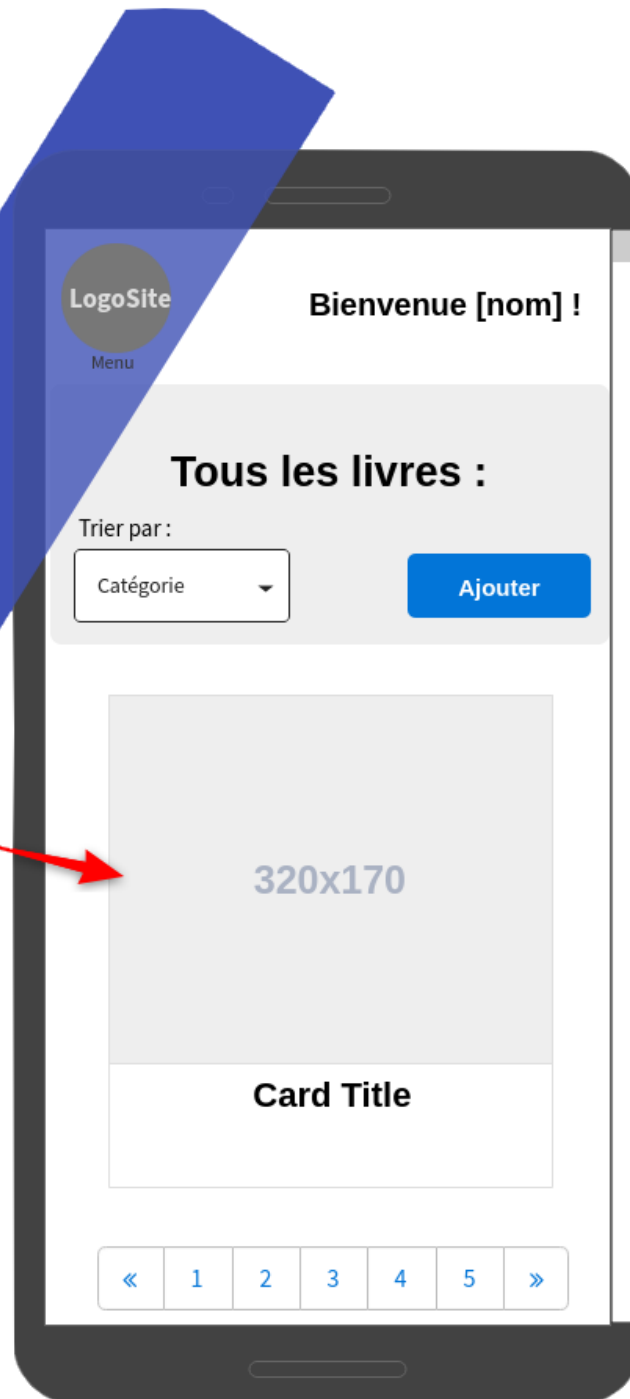 LogoSite
Bienvenue [nom] !
Menu
Tous les livres :
Trier par :
Catégorie
Ajouter
320x170
Card Title
« 1 2 3 4 5 »